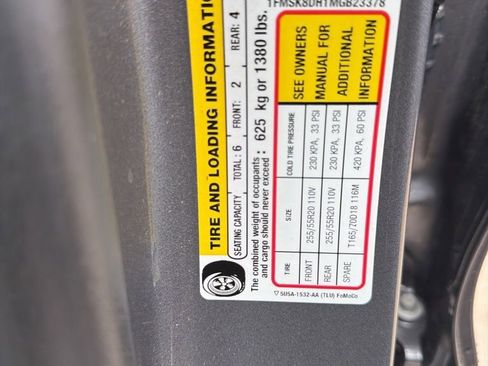 1FMSK8DH1MGB23378
TIRE AND LOADING INFORMATION
SEATING CAPACITY TOTAL: 6 FRONT: 2 REAR: 4
The combined weight of occupants
and cargo should never exceed : 625 kg or 1380 lbs.
TIRE SIZE COLD TIRE PRESSURE
FRONT 255/55R20 110V 230 KPA, 33 PSI
REAR 255/55R20 110V 230 KPA, 33 PSI
SPARE T165/70D18 116M 420 KPA, 60 PSI
SEE OWNERS
MANUAL FOR
ADDITIONAL
INFORMATION
▽ 5U5A-1532-AA (TLU) FoMoCo